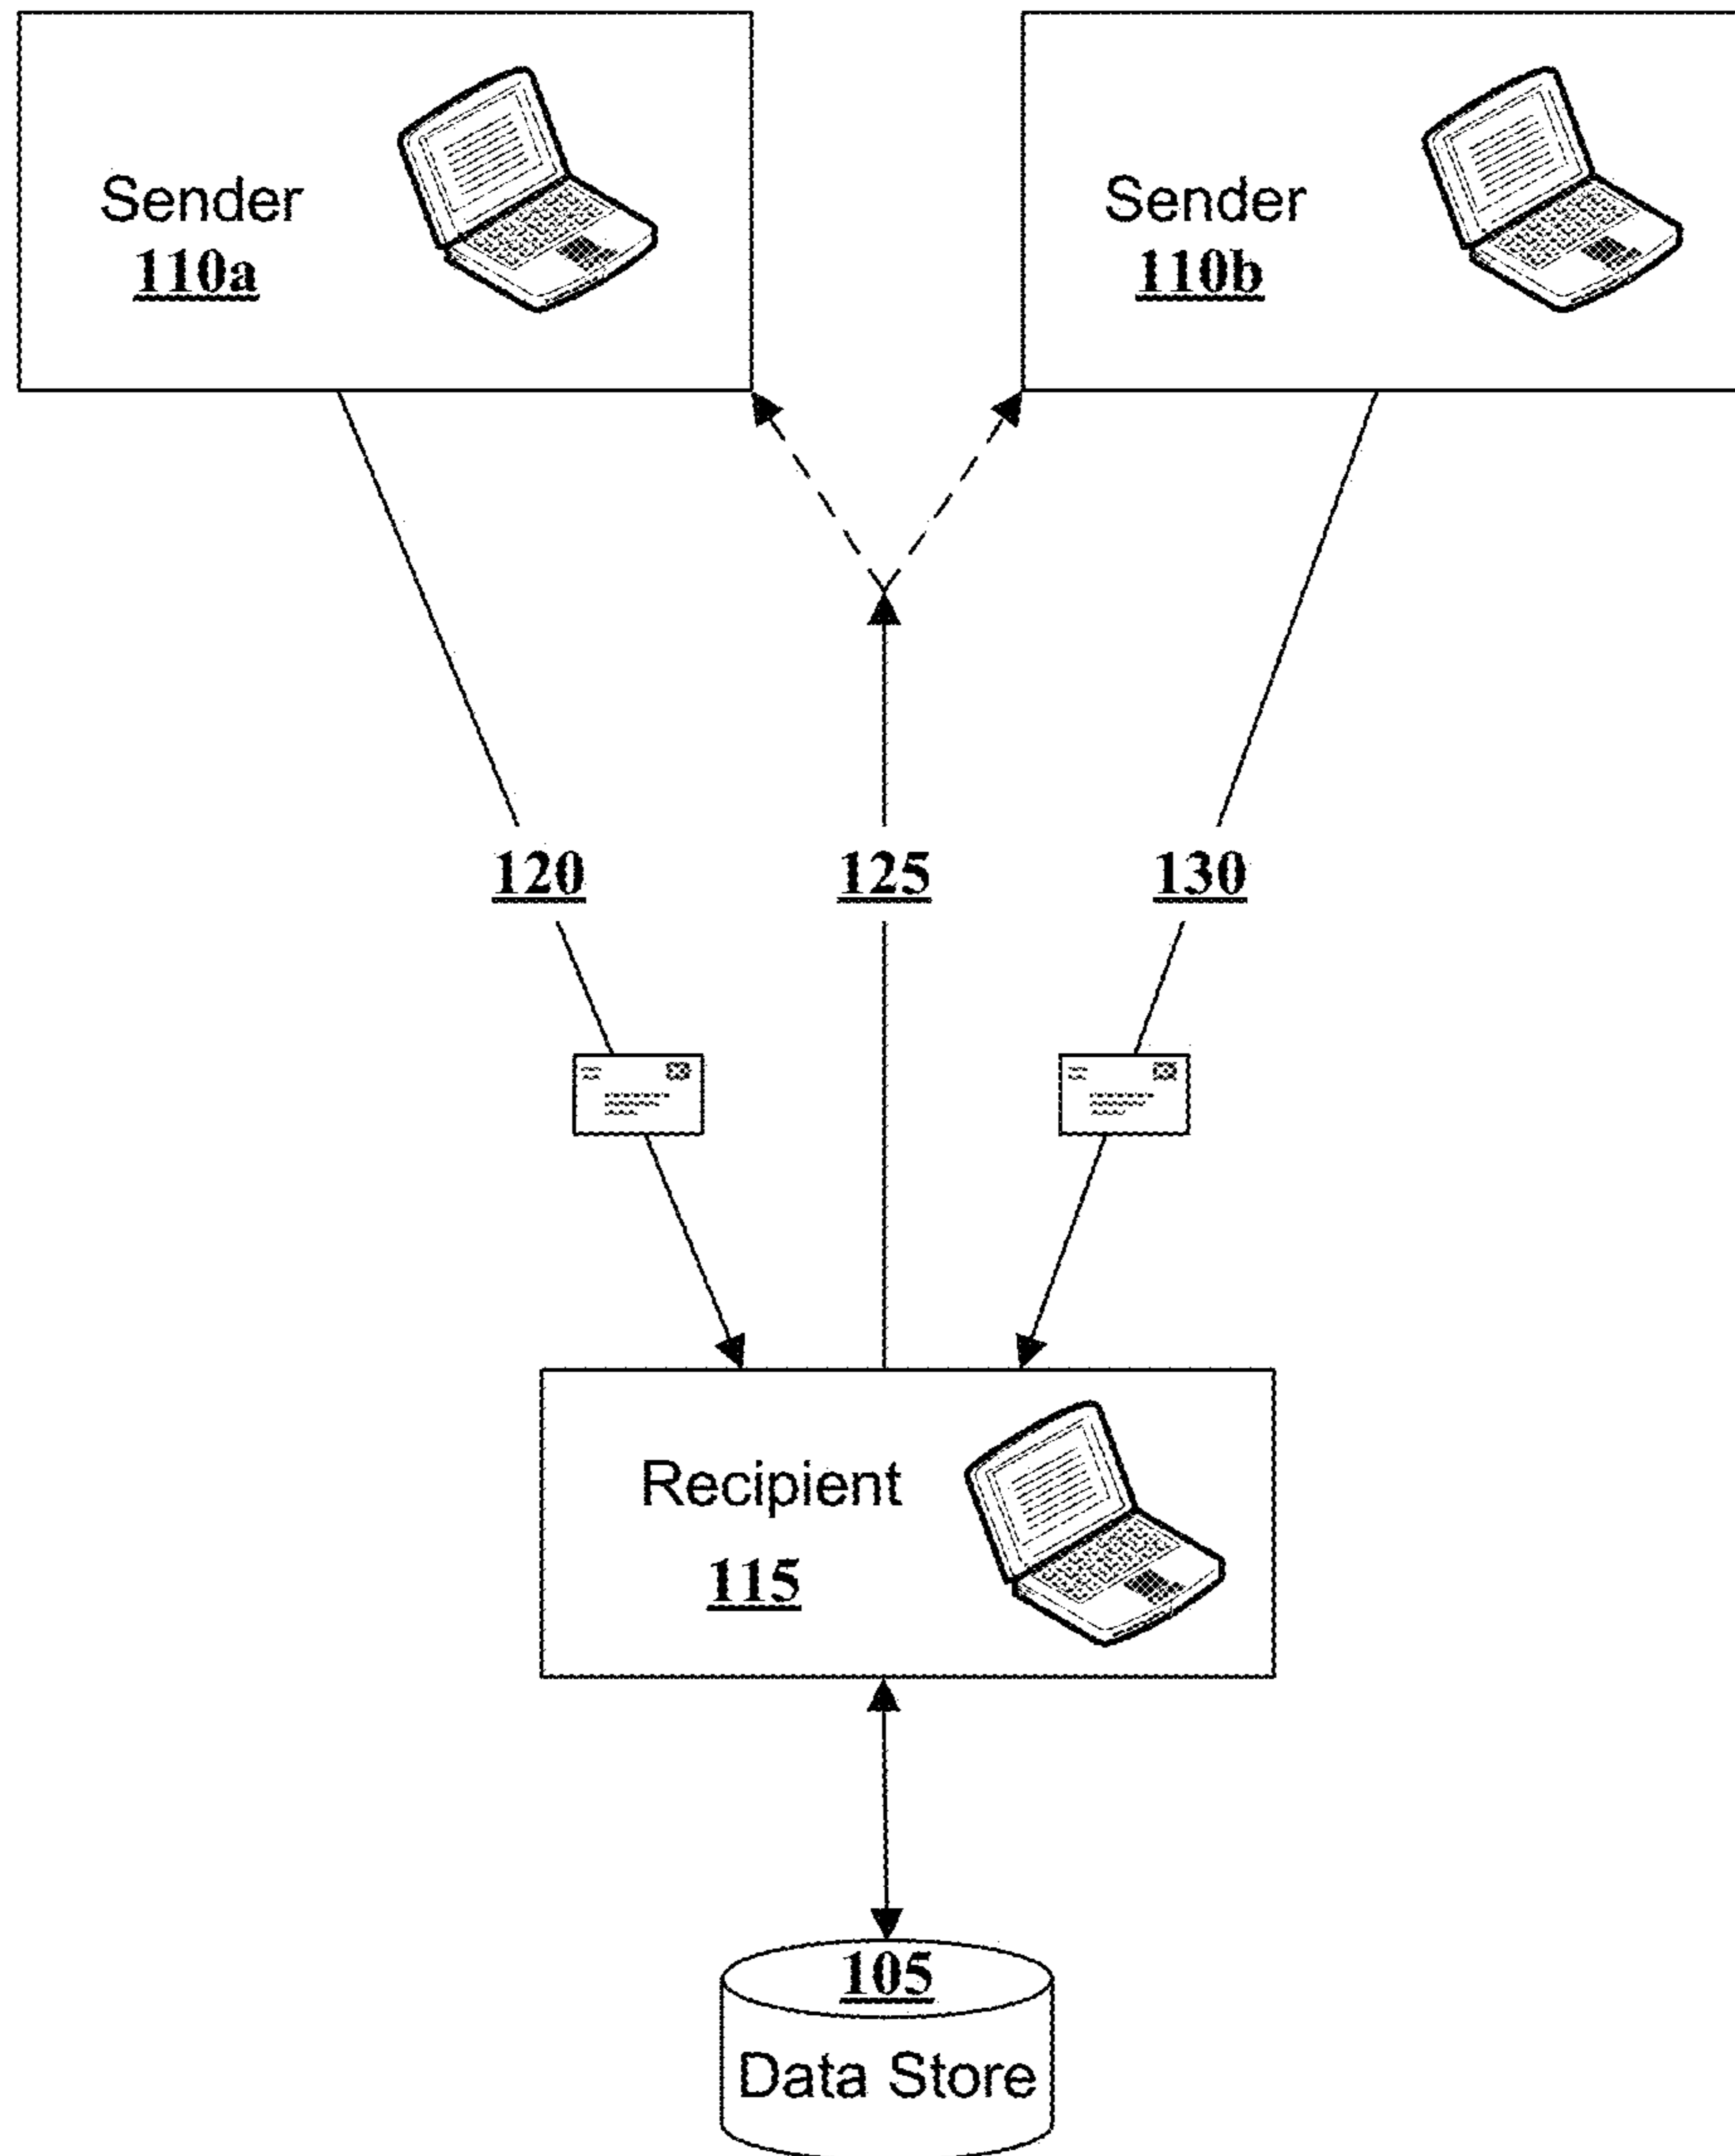 Sender
110a
Sender
110b
120
125
130
Recipient
115
105
Data Store